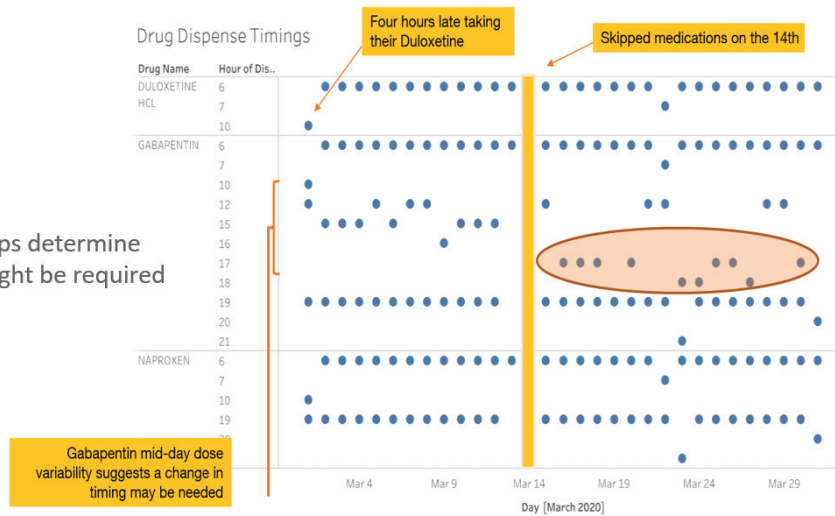 Four hours late taking
their Duloxetine
Skipped medications on the 14th
Drug Dispense Timings
Drug Name Hour of Dis..
DULOXETINE 6
HCL 7
10
GABAPENTIN 6
7
10
12
15
ps determine
16
ght be required
17
18
19
20
21
NAPROXEN 6
7
10
19
Gabapentin mid-day dose
variability suggests a change in
timing may be needed
Mar 4 Mar 9 Mar 14 Mar 19 Mar 24 Mar 29
Day [March 2020]